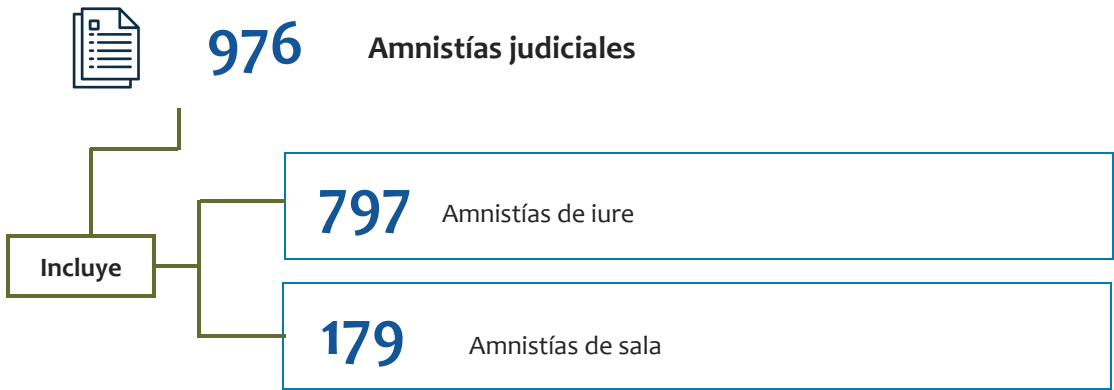 976 Amnistías judiciales
797 Amnistías de iure
Incluye
179 Amnistías de sala